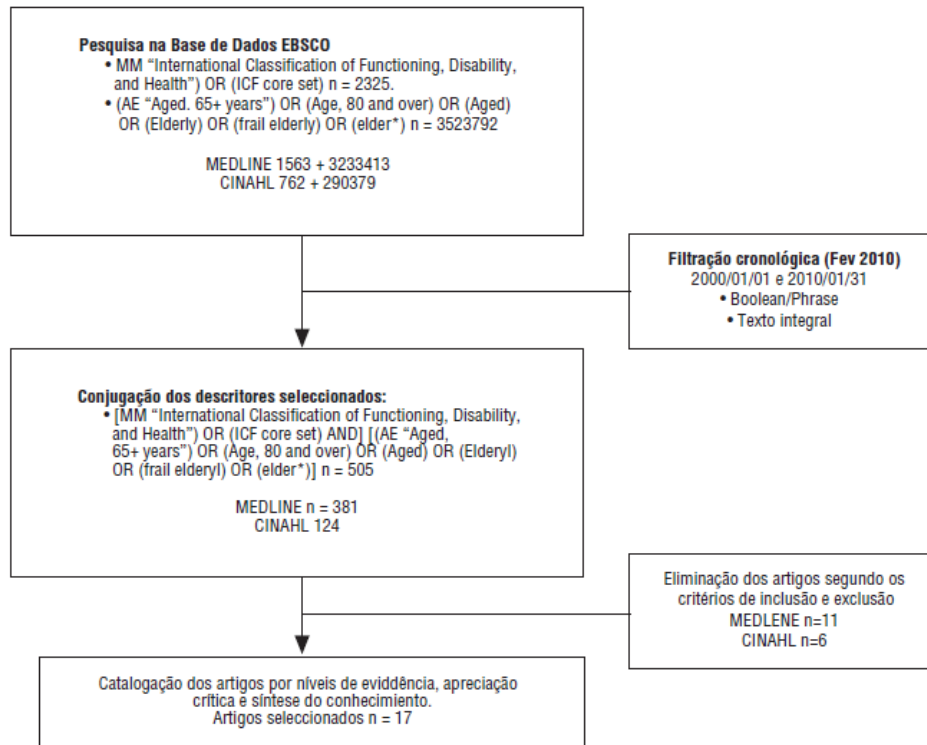 Pesquisa na Base de Dados EBSCO
• MM “International Classification of Functioning, Disability,
and Health”) OR (ICF core set) n = 2325.
• (AE “Aged. 65+ years”) OR (Age, 80 and over) OR (Aged)
OR (Elderly) OR (frail elderly) OR (elder*) n = 3523792
MEDLINE 1563 + 3233413
CINAHL 762 + 290379
Filtração cronológica (Fev 2010)
2000/01/01 e 2010/01/31
• Boolean/Phrase
• Texto integral
Conjugação dos descritores seleccionados:
• [MM “International Classification of Functioning, Disability,
and Health”) OR (ICF core set) AND] [(AE “Aged,
65+ years”) OR (Age, 80 and over) OR (Aged) OR (Elderyl)
OR (frail elderyl) OR (elder*)] n = 505
MEDLINE n = 381
CINAHL 124
Eliminação dos artigos segundo os
critérios de inclusão e exclusão
MEDLENE n=11
CINAHL n=6
Catalogação dos artigos por níveis de eviddência, apreciação
crítica e síntese do conhecimento.
Artigos seleccionados n = 17